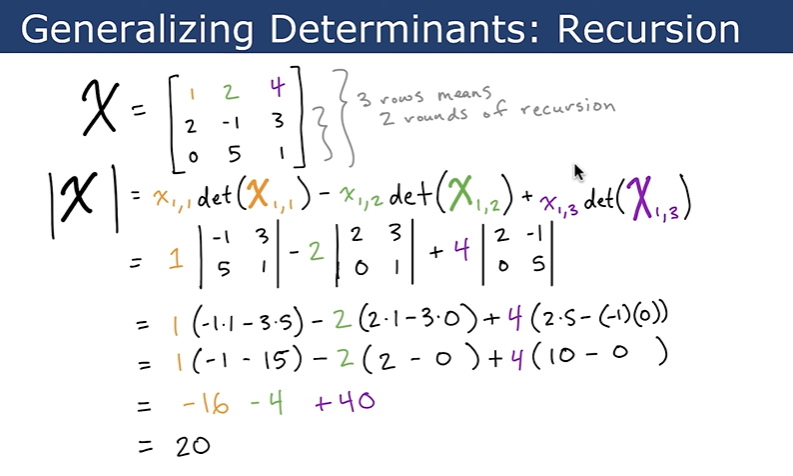 Generalizing Determinants: Recursion
X = [ 1 2 4
2 -1 3
0 5 1 ]
3 rows means
2 rounds of recursion
|X| = x₁,₁ det(X₁,₁) - x₁,₂ det(X₁,₂) + x₁,₃ det(X₁,₃)
= 1 | -1 3 | - 2 | 2 3 | + 4 | 2 -1 |
| 5 1 | | 0 1 | | 0 5 |
= 1 (-1·1 - 3·5) - 2 (2·1 - 3·0) + 4 (2·5 - (-1)(0))
= 1 (-1 - 15) - 2 (2 - 0) + 4 (10 - 0 )
= -16 - 4 + 40
= 20